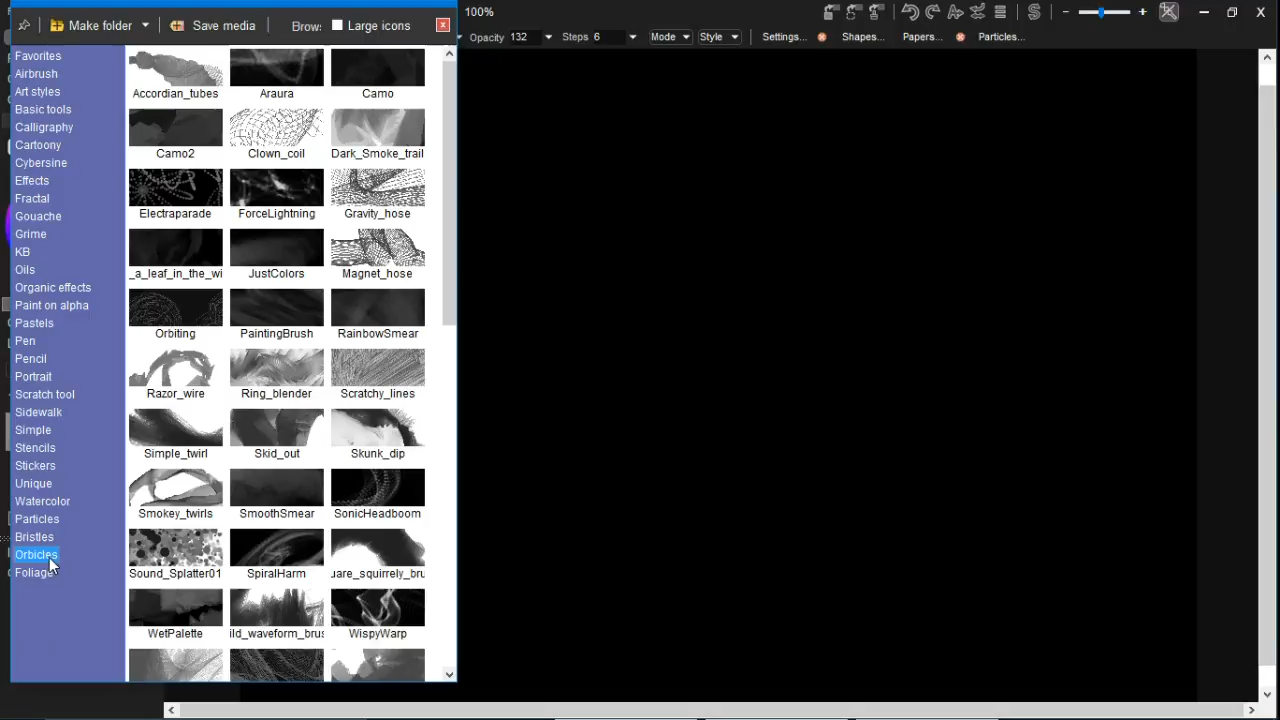 Make folder
Save media
Brows
Large icons
100%
Opacity 132
Steps 6
Mode
Style
Settings...
Shapes...
Papers...
Particles...
Favorites
Airbrush
Art styles
Basic tools
Calligraphy
Cartoony
Cybersine
Effects
Fractal
Gouache
Grime
KB
Oils
Organic effects
Paint on alpha
Pastels
Pen
Pencil
Portrait
Scratch tool
Sidewalk
Simple
Stencils
Stickers
Unique
Watercolor
Particles
Bristles
Orbicles
Foliage
Accordian_tubes
Araura
Camo
Camo2
Clown_coil
Dark_Smoke_trail
Electraparade
ForceLightning
Gravity_hose
_a_leaf_in_the_wi
JustColors
Magnet_hose
Orbiting
PaintingBrush
RainbowSmear
Razor_wire
Ring_blender
Scratchy_lines
Simple_twirl
Skid_out
Skunk_dip
Smokey_twirls
SmoothSmear
SonicHeadboom
Sound_Splatter01
SpiralHarm
uare_squirrely_bru
WetPalette
ild_waveform_brus
WispyWarp